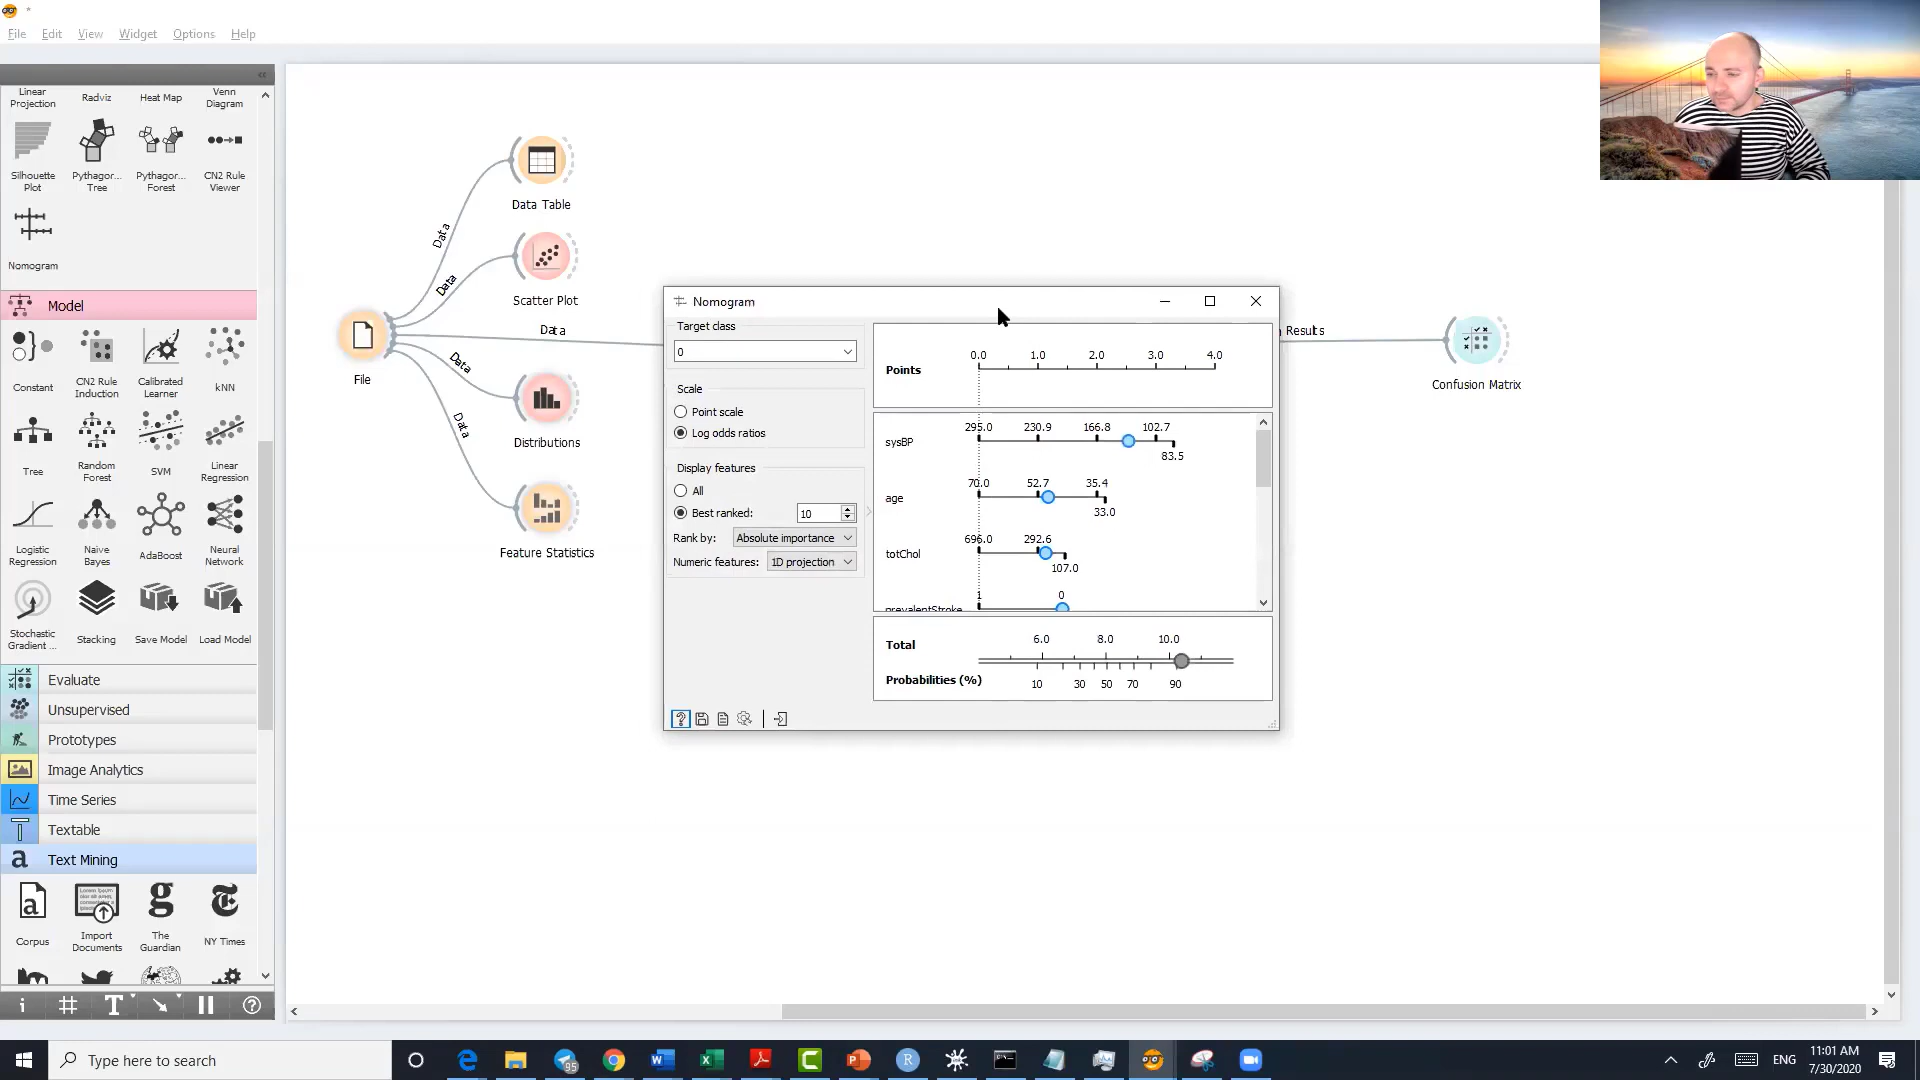 *
File Edit View Widget Options Help
Linear Projection
Radviz
Heat Map
Venn Diagram
Silhouette Plot
Pythagor... Tree
Pythagor... Forest
CN2 Rule Viewer
Nomogram
Model
Constant
CN2 Rule Induction
Calibrated Learner
kNN
Tree
Random Forest
SVM
Linear Regression
Logistic Regression
Naive Bayes
AdaBoost
Neural Network
Stochastic Gradient ...
Stacking
Save Model
Load Model
Evaluate
Unsupervised
Prototypes
Image Analytics
Time Series
Textable
Text Mining
Corpus
Import Documents
The Guardian
NY Times
File
Data
Data Table
Data
Scatter Plot
Data
Data
Distributions
Data
Feature Statistics
Results
Confusion Matrix
Nomogram
Target class
0
Scale
Point scale
Log odds ratios
Display features
All
Best ranked: 10
Rank by: Absolute importance
Numeric features: 1D projection
0.0 1.0 2.0 3.0 4.0
Points
295.0 230.9 166.8 102.7
sysBP
83.5
70.0 52.7 35.4
age
33.0
696.0 292.6
totChol
107.0
1 0
prevalentStroke
6.0 8.0 10.0
Total
Probabilities (%)
10 30 50 70 90
Type here to search
95
ENG
11:01 AM
7/30/2020